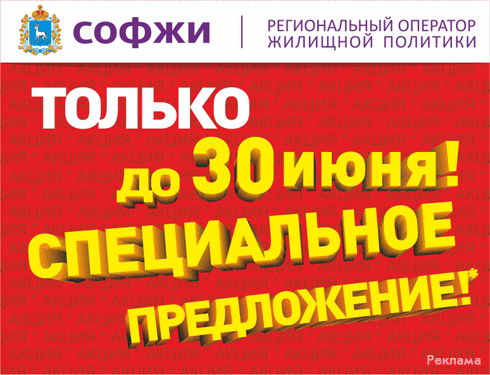 СОФЖИ
РЕГИОНАЛЬНЫЙ ОПЕРАТОР
ЖИЛИЩНОЙ ПОЛИТИКИ
ТОЛЬКО
до 30 июня!
СПЕЦИАЛЬНОЕ
ПРЕДЛОЖЕНИЕ!*
Реклама